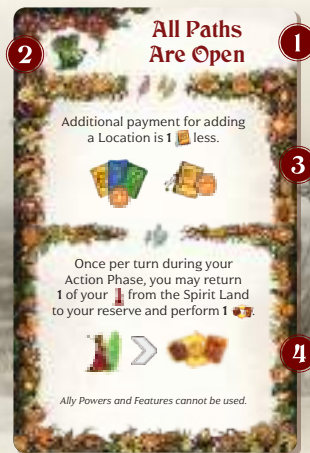 All Paths
Are Open
1
2
Additional payment for adding
a Location is 1 less.
3
Once per turn during your
Action Phase, you may return
1 of your from the Spirit Land
to your reserve and perform 1 .
4
Ally Powers and Features cannot be used.